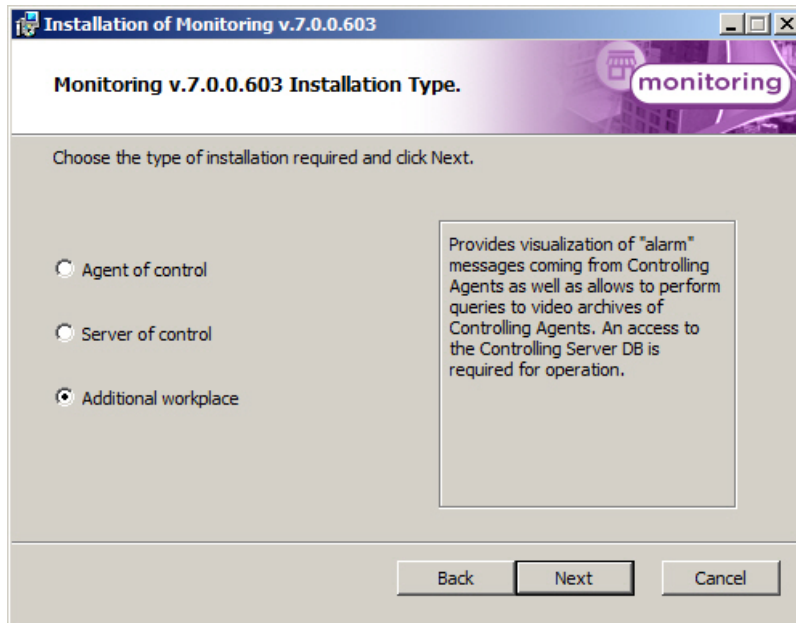 Installation of Monitoring v.7.0.0.603
Monitoring v.7.0.0.603 Installation Type.
monitoring
Choose the type of installation required and click Next.
Agent of control
Server of control
Additional workplace
Provides visualization of "alarm"
messages coming from Controlling
Agents as well as allows to perform
queries to video archives of
Controlling Agents. An access to
the Controlling Server DB is
required for operation.
Back
Next
Cancel